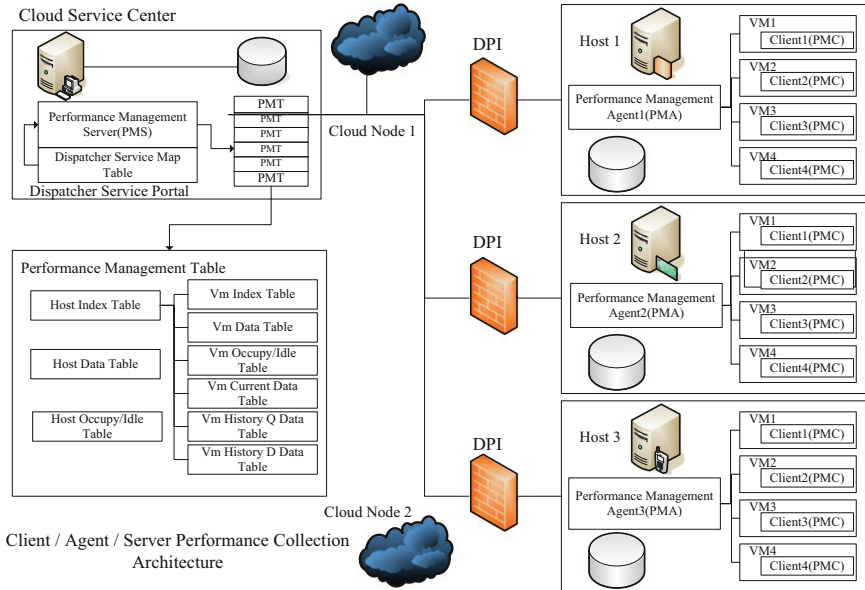 Cloud Service Center
Performance Management
Server(PMS)
Dispatcher Service Map
Table
Dispatcher Service Portal
PMT
PMT
PMT
PMT
PMT
PMT
Cloud Node 1
Performance Management Table
Host Index Table
Host Data Table
Host Occupy/Idle
Table
Vm Index Table
Vm Data Table
Vm Occupy/Idle
Table
Vm Current Data
Table
Vm History Q Data
Table
Vm History D Data
Table
Cloud Node 2
Client / Agent / Server Performance Collection
Architecture
DPI
Host 1
Performance Management
Agent1(PMA)
VM1
Client1(PMC)
VM2
Client2(PMC)
VM3
Client3(PMC)
VM4
Client4(PMC)
DPI
Host 2
Performance Management
Agent2(PMA)
VM1
Client1(PMC)
VM2
Client2(PMC)
VM3
Client3(PMC)
VM4
Client4(PMC)
DPI
Host 3
Performance Management
Agent3(PMA)
VM1
Client1(PMC)
VM2
Client2(PMC)
VM3
Client3(PMC)
VM4
Client4(PMC)